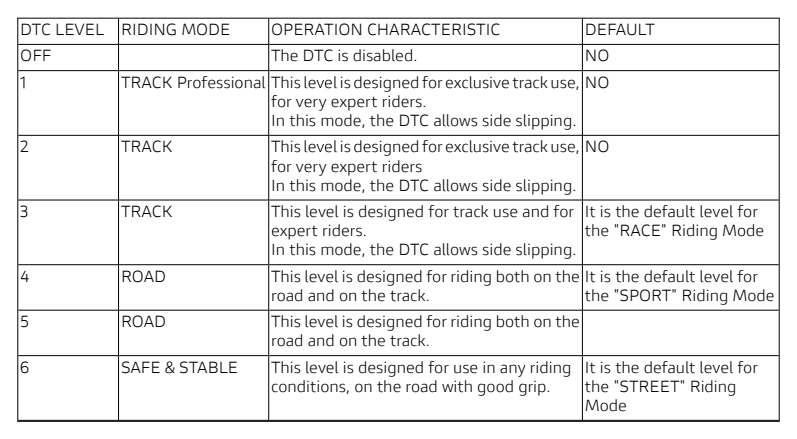 DTC LEVEL RIDING MODE OPERATION CHARACTERISTIC DEFAULT
OFF The DTC is disabled. NO
1 TRACK Professional This level is designed for exclusive track use, NO
for very expert riders.
In this mode, the DTC allows side slipping.
2 TRACK This level is designed for exclusive track use, NO
for very expert riders
In this mode, the DTC allows side slipping.
3 TRACK This level is designed for track use and for It is the default level for
expert riders. the "RACE" Riding Mode
In this mode, the DTC allows side slipping.
4 ROAD This level is designed for riding both on the It is the default level for
road and on the track. the "SPORT" Riding Mode
5 ROAD This level is designed for riding both on the
road and on the track.
6 SAFE & STABLE This level is designed for use in any riding It is the default level for
conditions, on the road with good grip. the "STREET" Riding
Mode